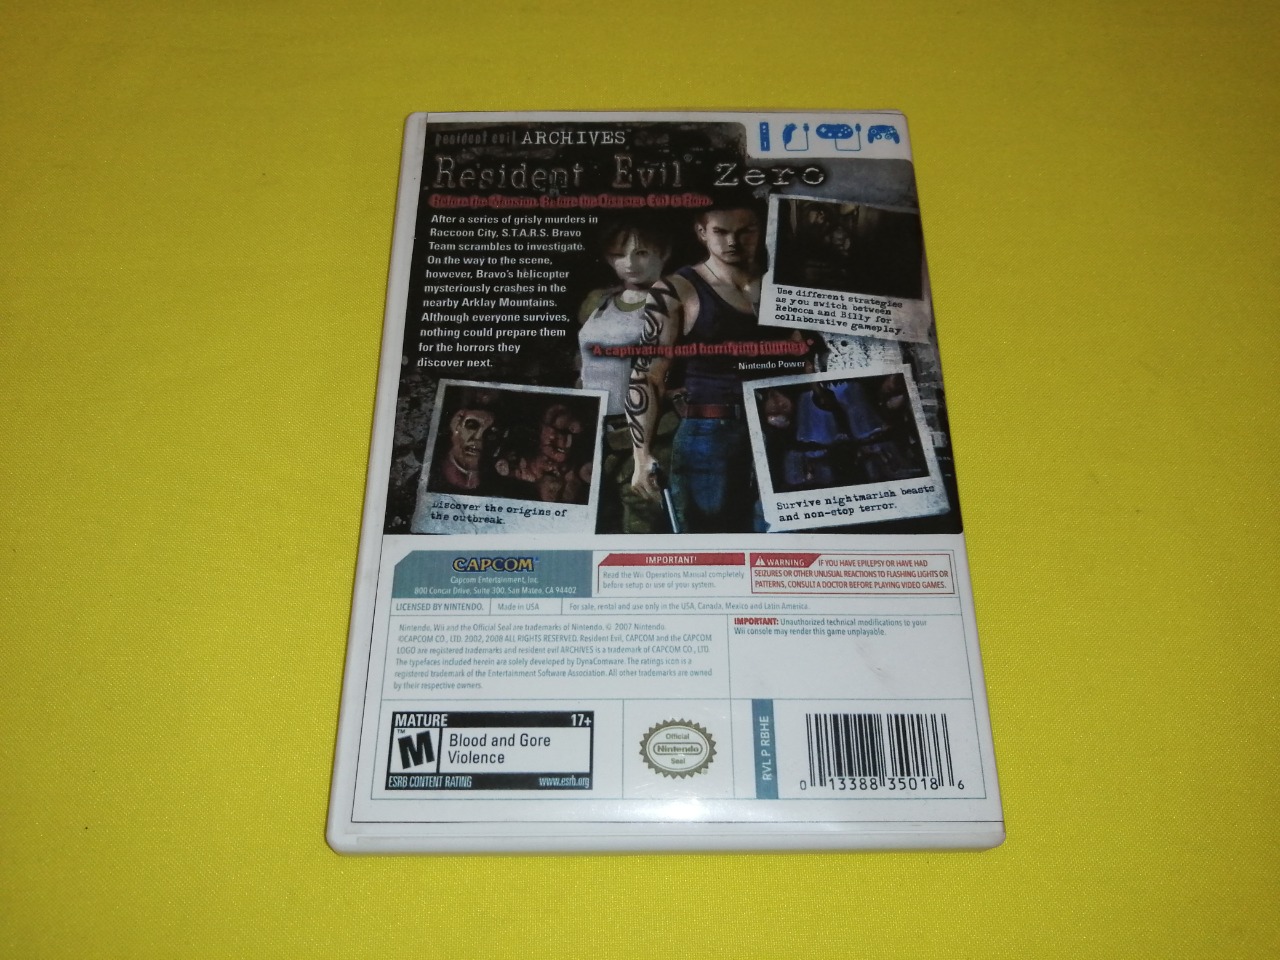 resident evil ARCHIVES™
Resident Evil® Zero
Before the Mansion. Before the Disease. Evil Is Born.
After a series of grisly murders in
Raccoon City, S.T.A.R.S. Bravo
Team scrambles to investigate.
On the way to the scene,
however, Bravo's helicopter
mysteriously crashes in the
nearby Arklay Mountains.
Although everyone survives,
nothing could prepare them
for the horrors they
discover next.
Use different strategies
as you switch between
Rebecca and Billy for
collaborative gameplay.
"A captivating and horrifying journey."
- Nintendo Power
Discover the origins of
the outbreak.
Survive nightmarish beasts
and non-stop terror.
CAPCOM®
Capcom Entertainment, Inc.
800 Concar Drive, Suite 300, San Mateo, CA 94402
IMPORTANT!
Read the Wii Operations Manual completely
before setup or use of your system.
WARNING IF YOU HAVE EPILEPSY OR HAVE HAD
SEIZURES OR OTHER UNUSUAL REACTIONS TO FLASHING LIGHTS OR
PATTERNS, CONSULT A DOCTOR BEFORE PLAYING VIDEO GAMES.
LICENSED BY NINTENDO. Made in USA For sale, rental and use only in the USA, Canada, Mexico and Latin America.
Nintendo, Wii and the Official Seal are trademarks of Nintendo. © 2007 Nintendo.
©CAPCOM CO., LTD. 2002, 2008 ALL RIGHTS RESERVED. Resident Evil, CAPCOM and the CAPCOM
LOGO are registered trademarks and resident evil ARCHIVES is a trademark of CAPCOM CO., LTD.
The typefaces included herein are solely developed by DynaComware. The ratings icon is a
registered trademark of the Entertainment Software Association. All other trademarks are owned
by their respective owners.
IMPORTANT: Unauthorized technical modifications to your
Wii console may render this game unplayable.
MATURE 17+
M™
Blood and Gore
Violence
ESRB CONTENT RATING www.esrb.org
Official
Nintendo
Seal
RVL P RBHE
0 13388 35018 6